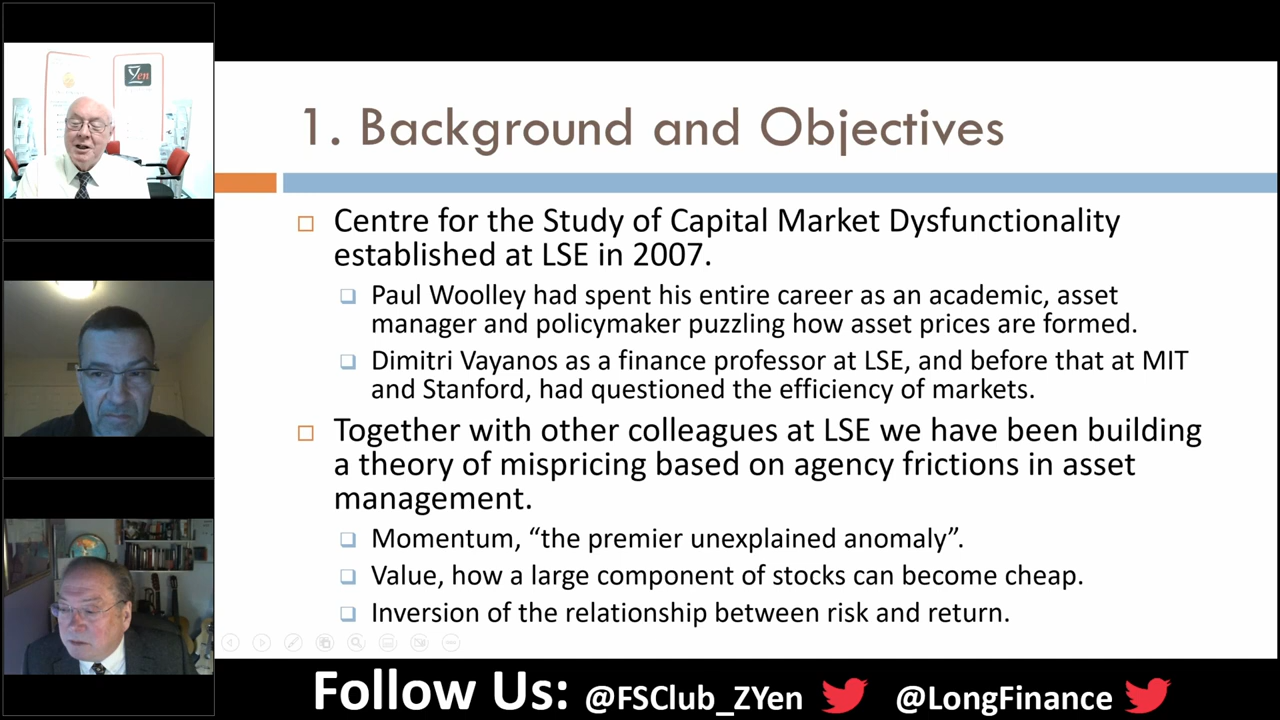 Yen
1. Background and Objectives
Centre for the Study of Capital Market Dysfunctionality
established at LSE in 2007.
Paul Woolley had spent his entire career as an academic, asset
manager and policymaker puzzling how asset prices are formed.
Dimitri Vayanos as a finance professor at LSE, and before that at MIT
and Stanford, had questioned the efficiency of markets.
Together with other colleagues at LSE we have been building
a theory of mispricing based on agency frictions in asset
management.
Momentum, “the premier unexplained anomaly”.
Value, how a large component of stocks can become cheap.
Inversion of the relationship between risk and return.
Follow Us: @FSClub_ZYen @LongFinance